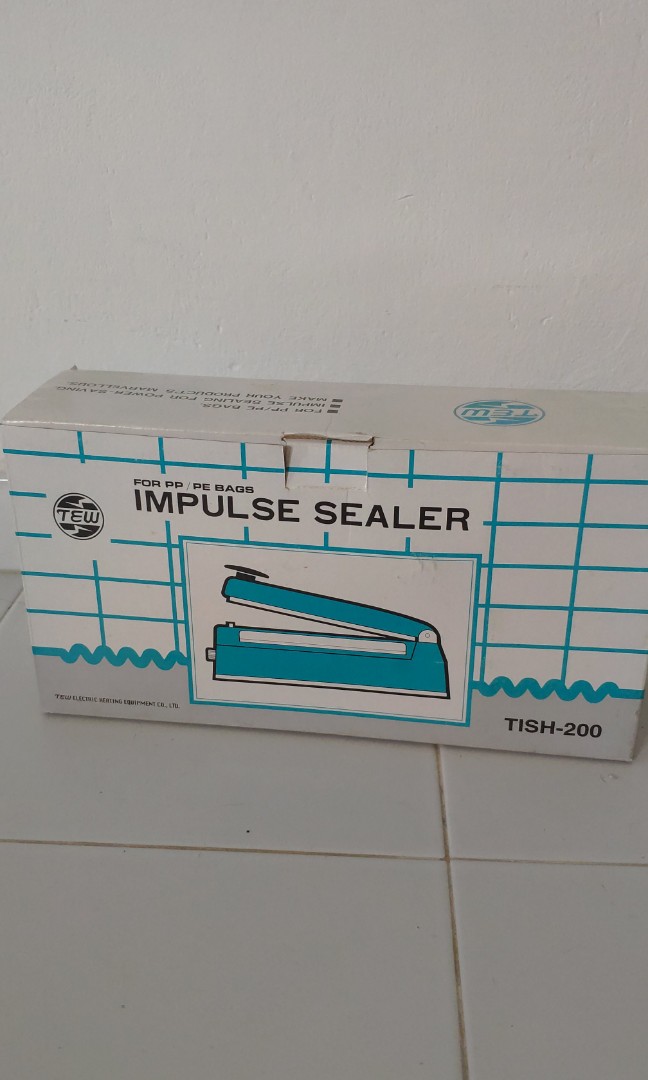 FOR PP/PE BAGS.
IMPULSE SEALING FOR POWER-SAVING.
MAKE YOUR PRODUCTS MARVELLOUS.
TEW
FOR PP/PE BAGS
IMPULSE SEALER
TEW
TEW ELECTRIC HEATING EQUIPMENT CO., LTD.
TISH-200